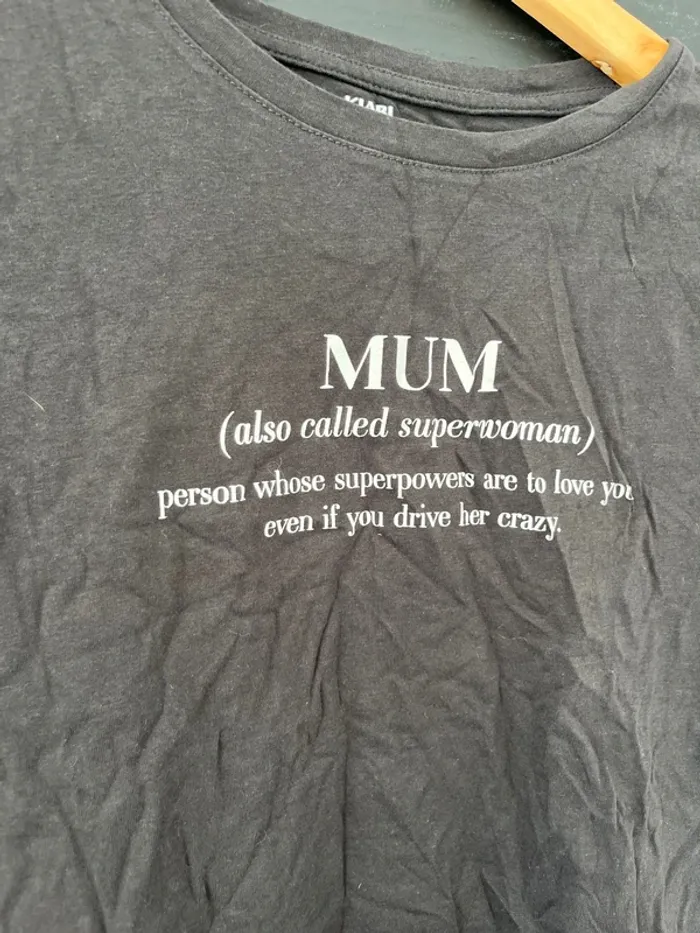 KIABI
MUM
(also called superwoman)
person whose superpowers are to love you
even if you drive her crazy.